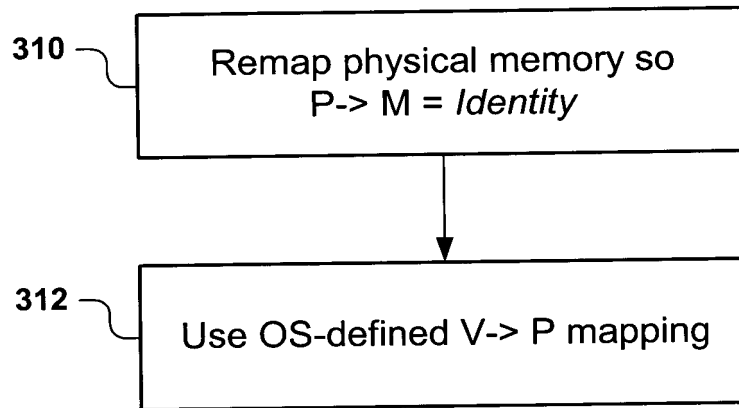 310
Remap physical memory so
P-> M = Identity
312
Use OS-defined V-> P mapping